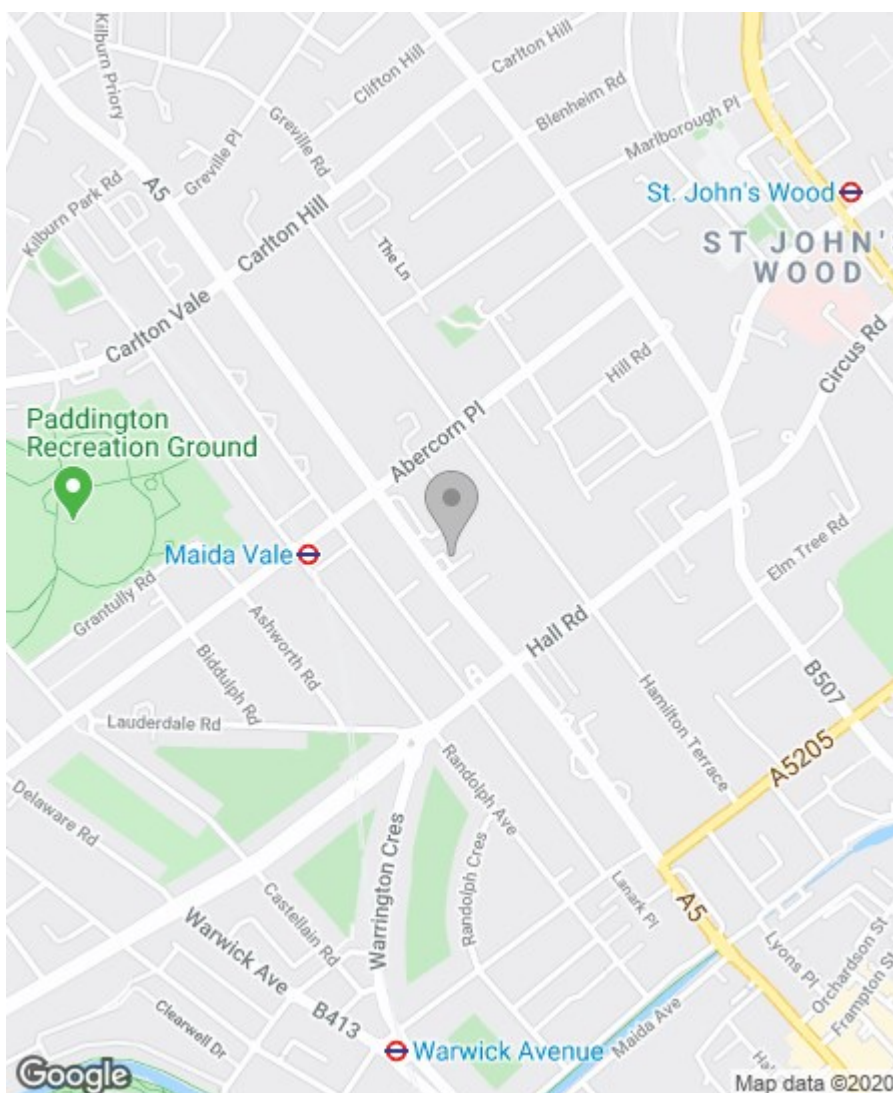 Kilburn Priory
Carlton Hill
Clifton Hill
Blenheim Rd
Marlborough Pl
A5
Greville Pl
Greville Rd
Kilburn Park Rd
Carlton Hill
St. John's Wood
The Ln
ST JOHN'
WOOD
Carlton Vale
Hill Rd
Circus Rd
Paddington
Recreation Ground
Abercorn Pl
Maida Vale
Elm Tree Rd
Grantully Rd
Ashworth Rd
Biddulph Rd
Hall Rd
Hamilton Terrace
B507
Lauderdale Rd
A5205
Delaware Rd
Randolph Ave
Warrington Cres
Randolph Cres
Castellain Rd
Lanark Pl
A5
Warwick Ave
B413
Lyons Pl
Orchardson St
Frampton St
Clearwell Dr
Maida Ave
Warwick Avenue
Google
Map data ©2020